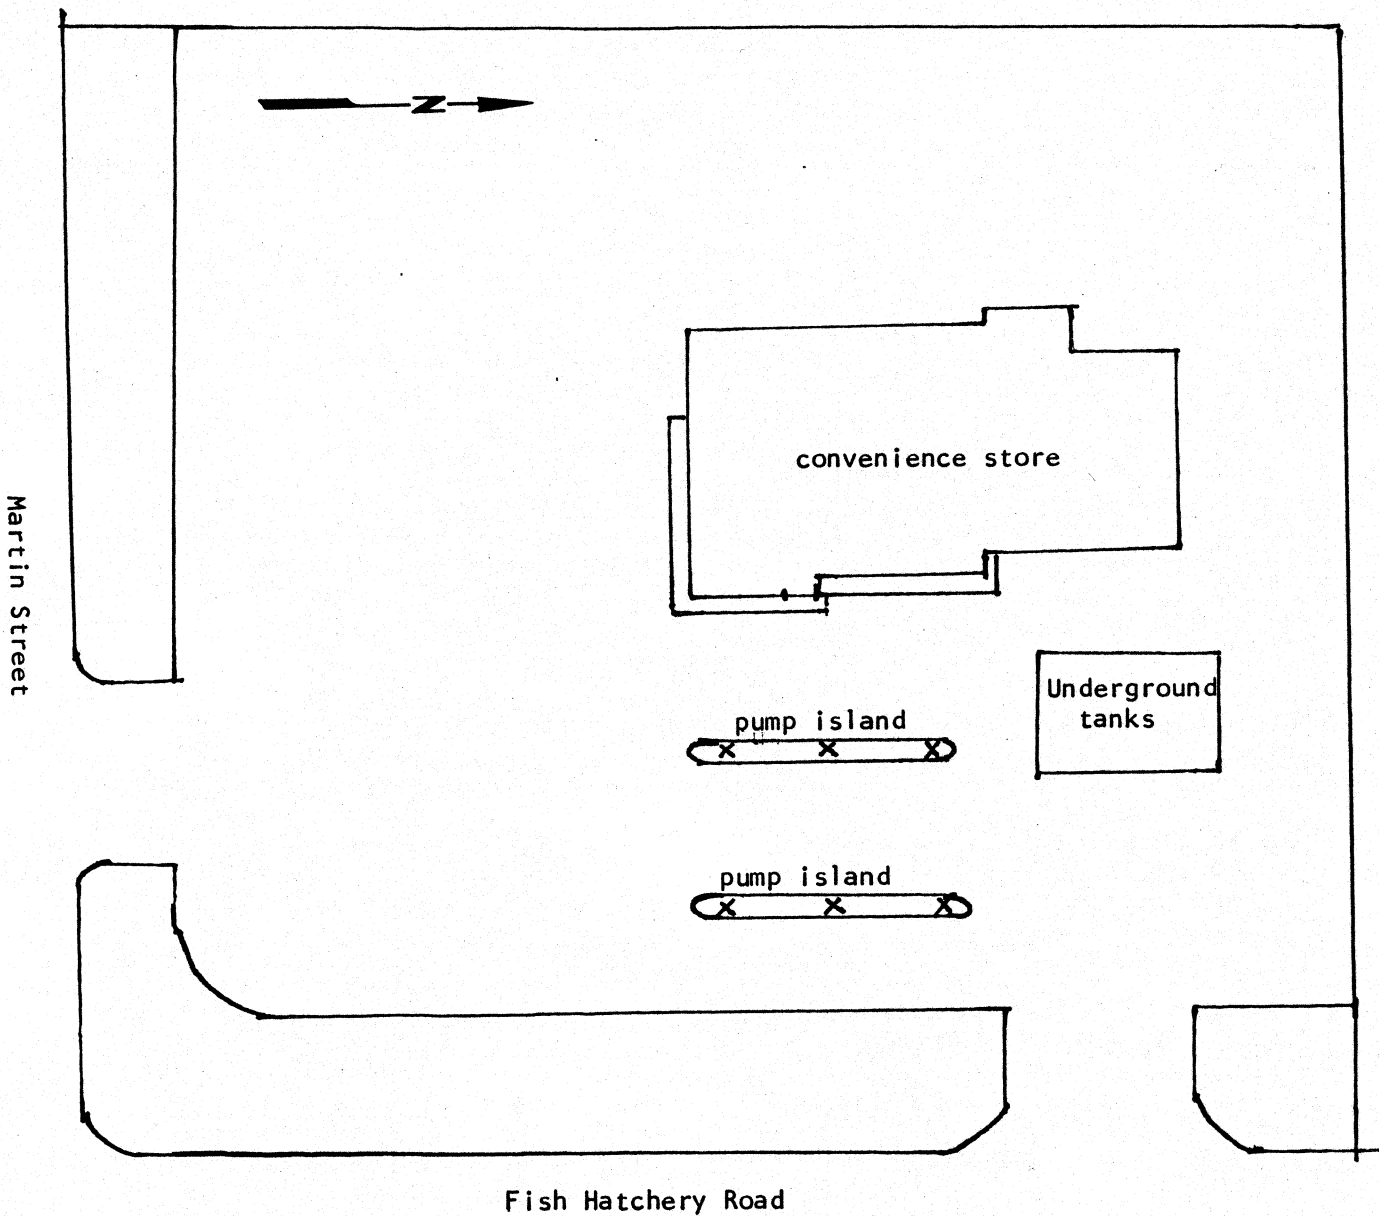 N
convenience store
Martin Street
Underground
tanks
pump island
X X X
pump island
X X X
Fish Hatchery Road